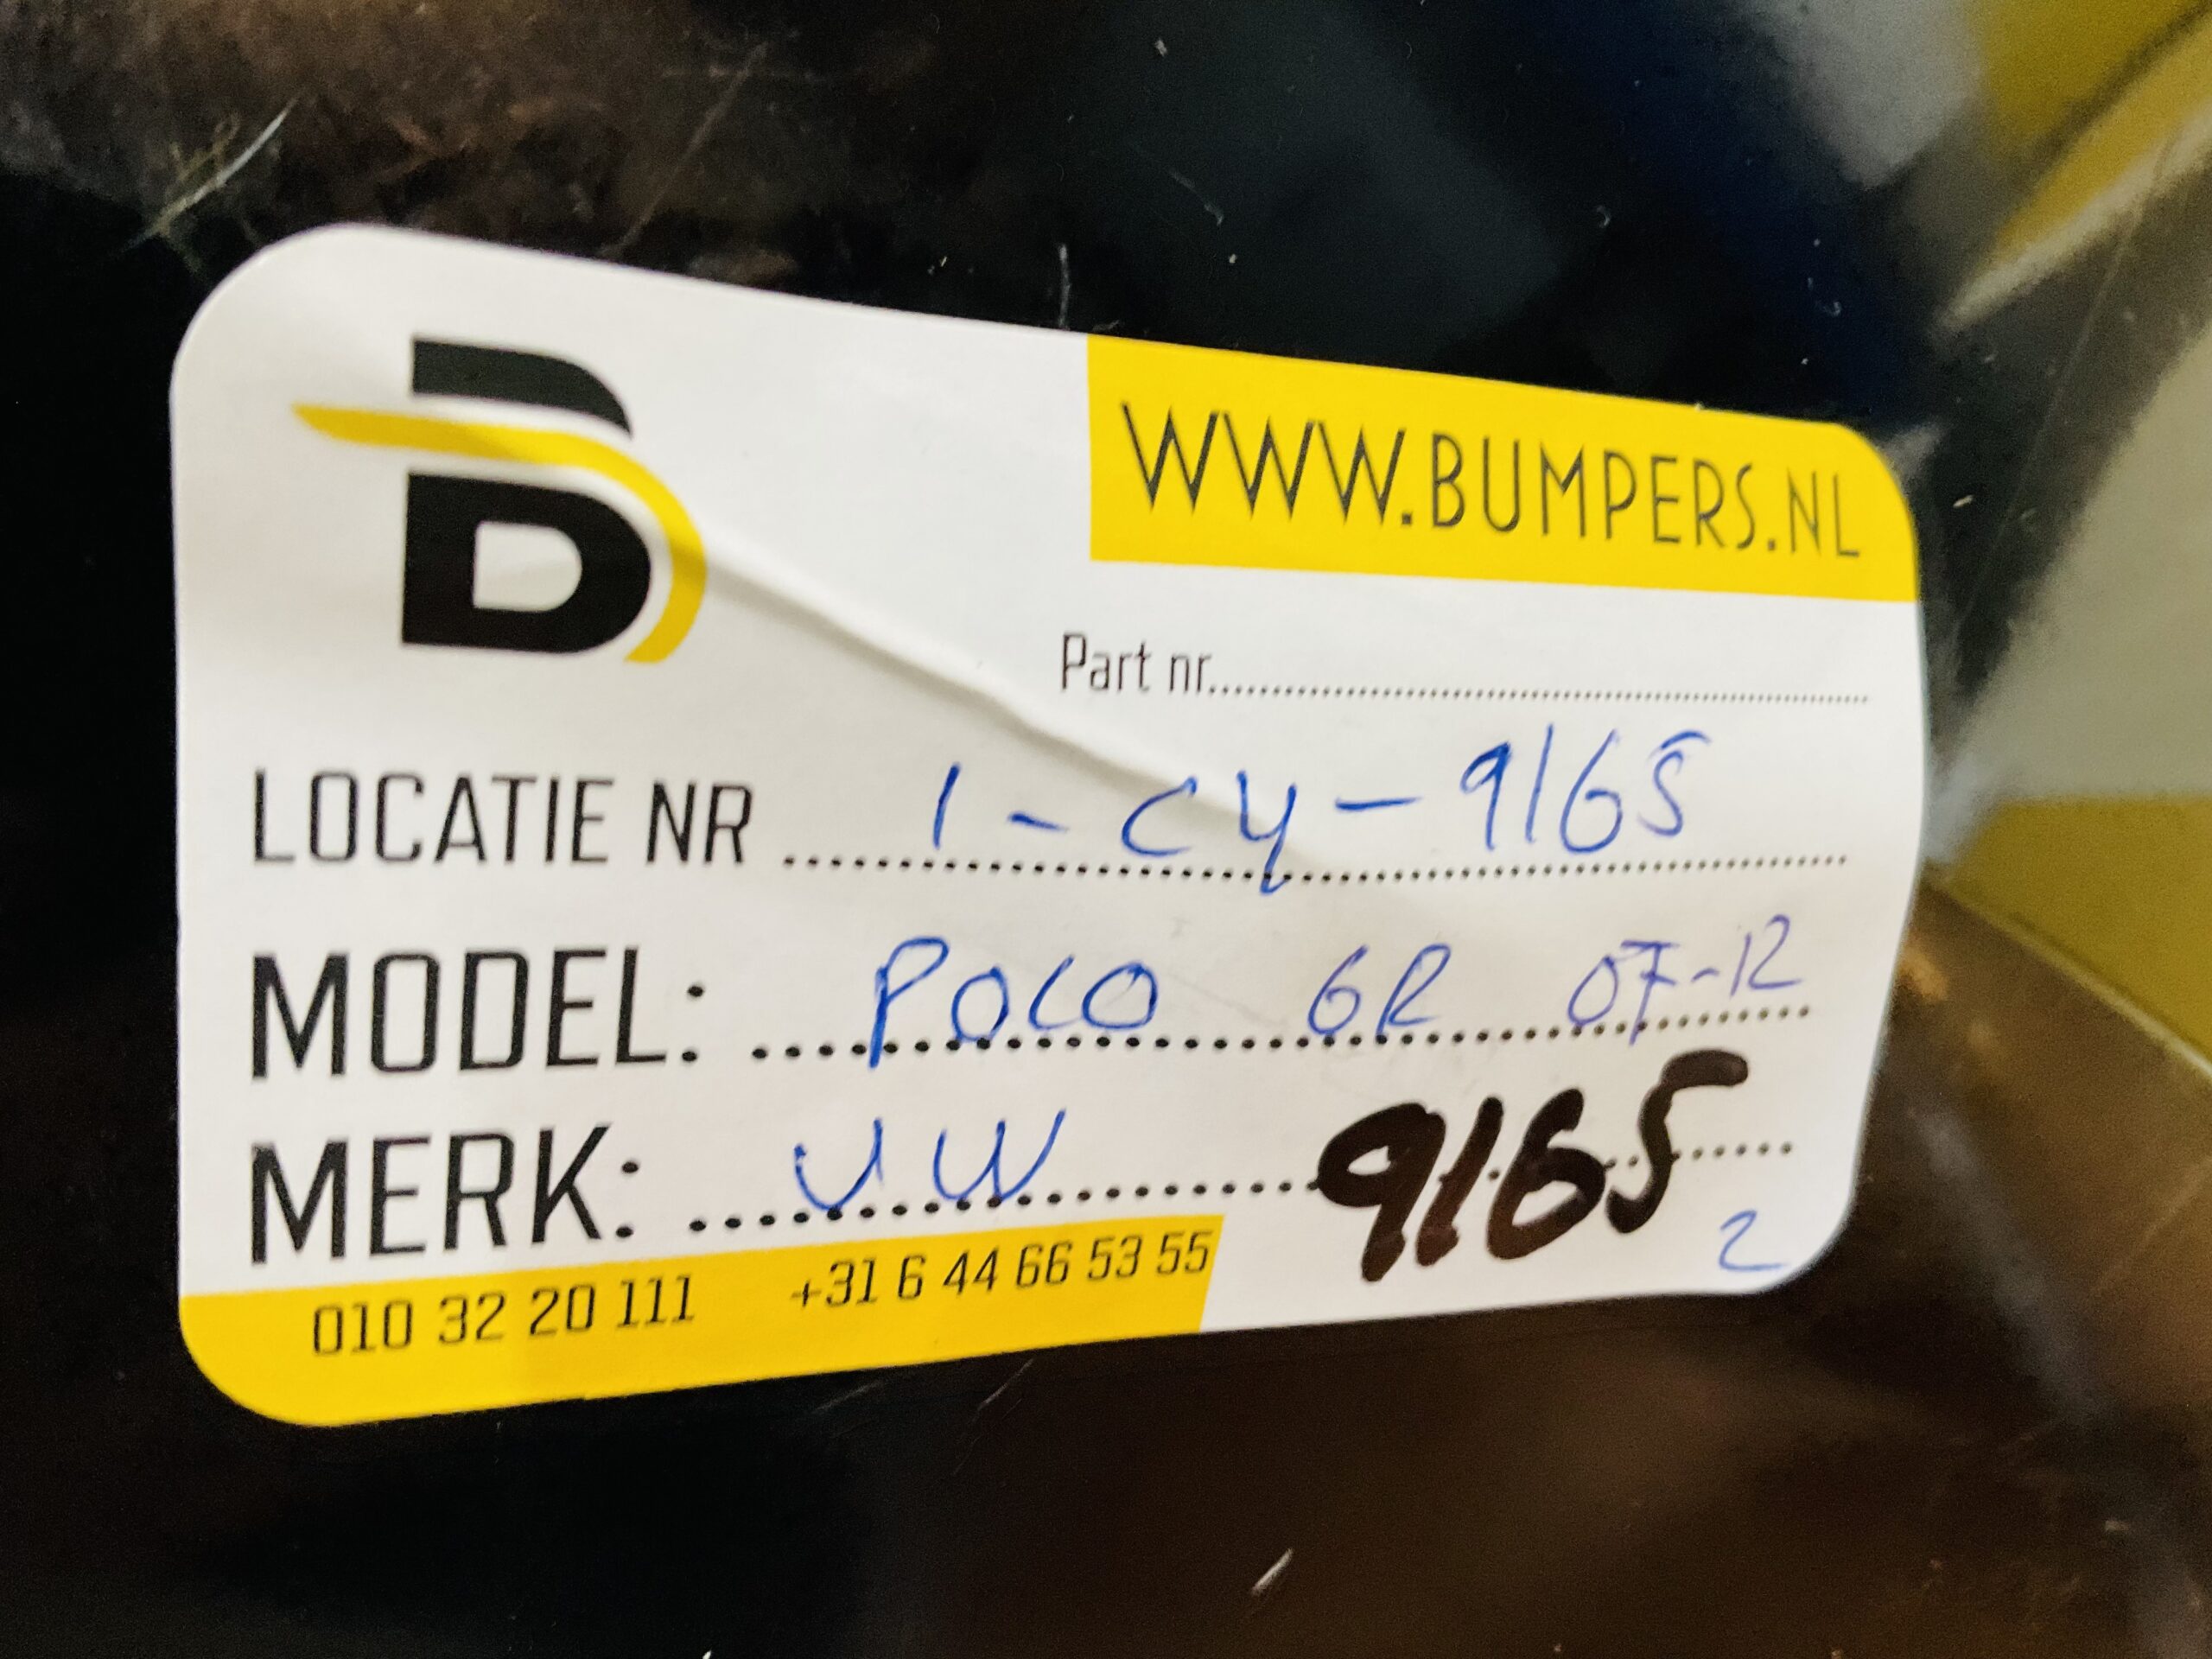 B
WWW.BUMPERS.NL
Part nr
LOCATIE NR 1-C4-9165
MODEL: POLO 6R 07-12
MERK: VW 9165
2
010 32 20 111 +31 6 44 66 53 55